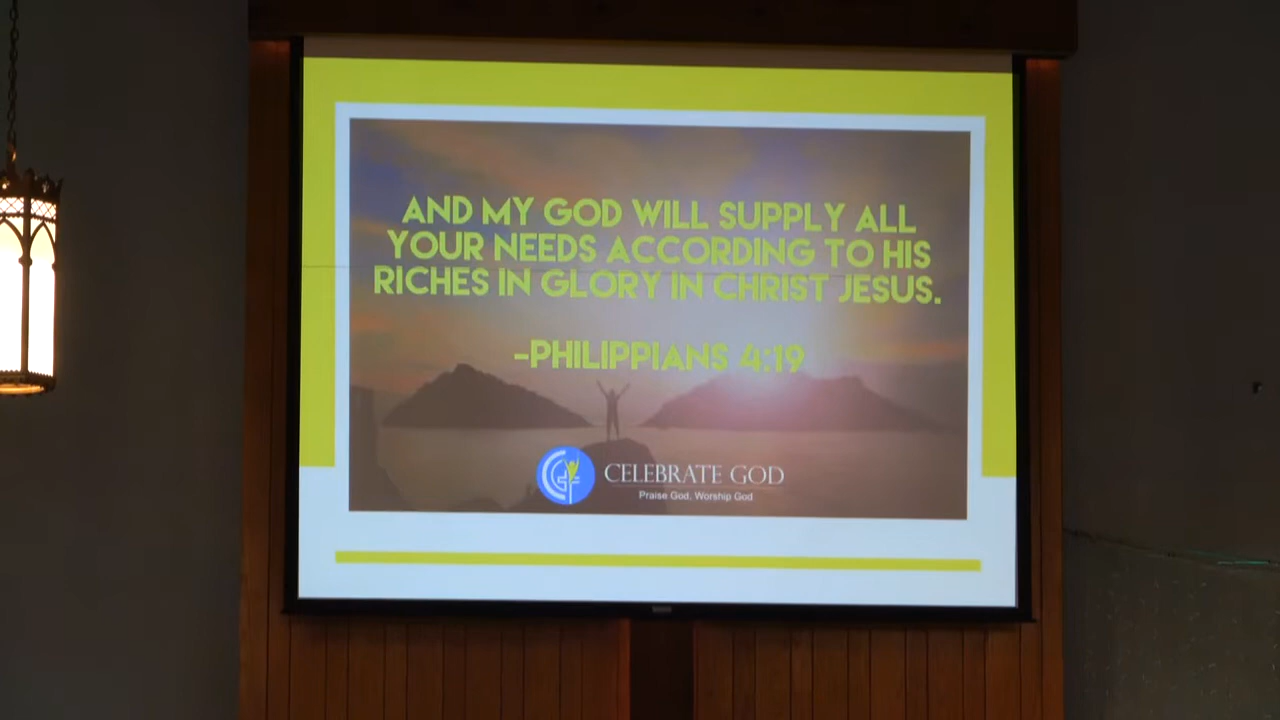 AND MY GOD WILL SUPPLY ALL
YOUR NEEDS ACCORDING TO HIS
RICHES IN GLORY IN CHRIST JESUS.
-PHILIPPIANS 4:19
CELEBRATE GOD
Praise God, Worship God